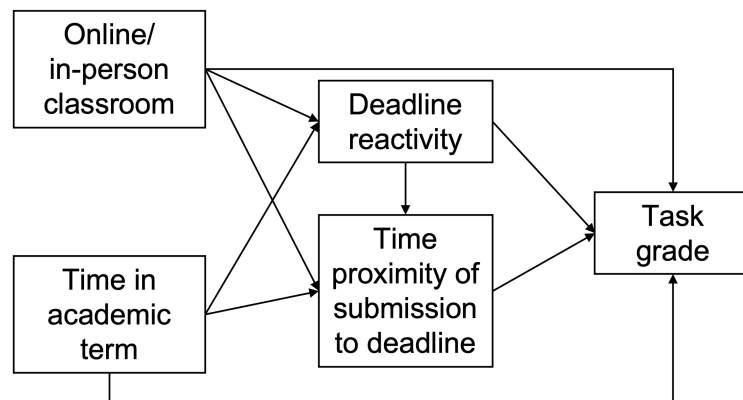 Online/
in-person
classroom
Deadline
reactivity
Time
proximity of
submission
to deadline
Task
grade
Time in
academic
term